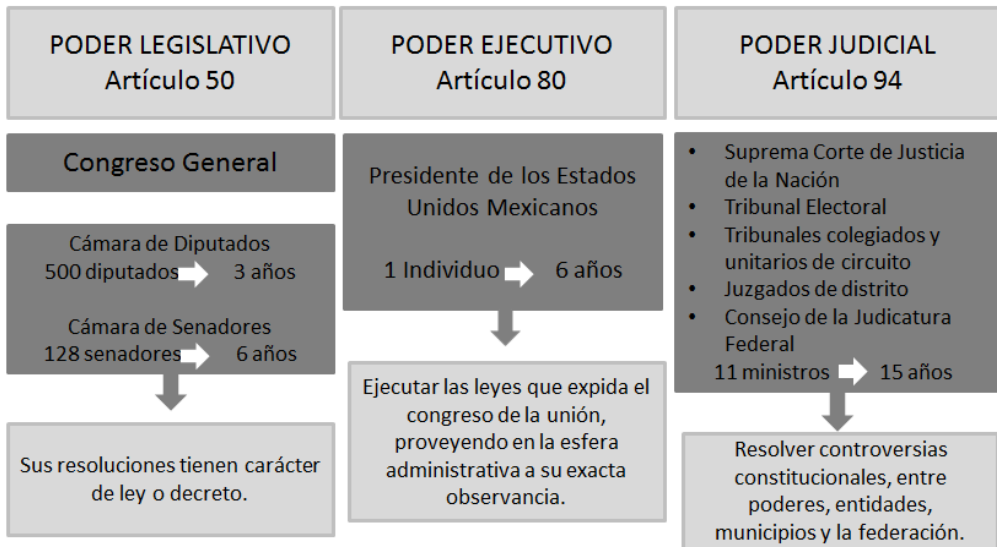 PODER LEGISLATIVO
Artículo 50
Congreso General
Cámara de Diputados
500 diputados 3 años
Cámara de Senadores
128 senadores 6 años
Sus resoluciones tienen carácter
de ley o decreto.
PODER EJECUTIVO
Artículo 80
Presidente de los Estados
Unidos Mexicanos
1 Individuo 6 años
Ejecutar las leyes que expida el
congreso de la unión,
proveyendo en la esfera
administrativa a su exacta
observancia.
PODER JUDICIAL
Artículo 94
• Suprema Corte de Justicia
de la Nación
• Tribunal Electoral
• Tribunales colegiados y
unitarios de circuito
• Juzgados de distrito
• Consejo de la Judicatura
Federal
11 ministros 15 años
Resolver controversias
constitucionales, entre
poderes, entidades,
municipios y la federación.